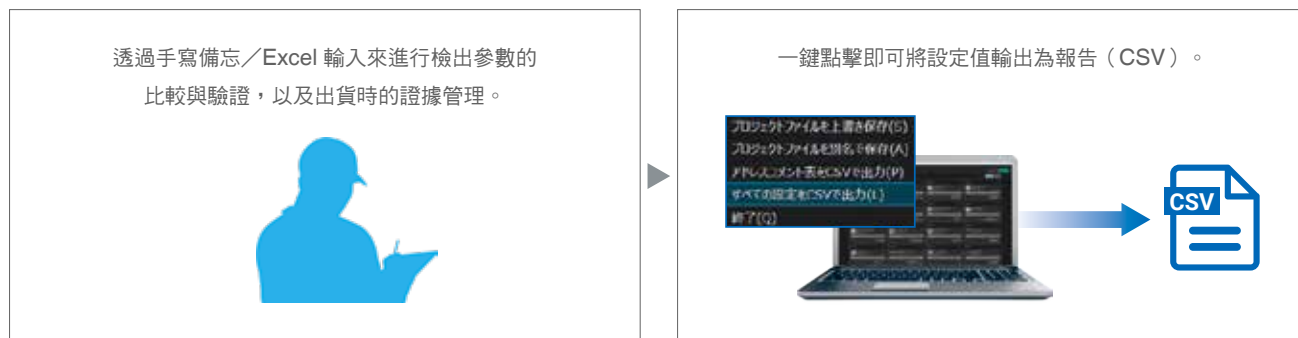 透過手寫備忘／Excel 輸入來進行檢出參數的
比較與驗證，以及出貨時的證據管理。
一鍵點擊即可將設定值輸出為報告（CSV）。
プロジェクトファイルを上書き保存(S)
プロジェクトファイルを別名で保存(A)
アドレスコメント表をCSVで出力(P)
すべての設定をCSVで出力(L)
終了(Q)
CSV